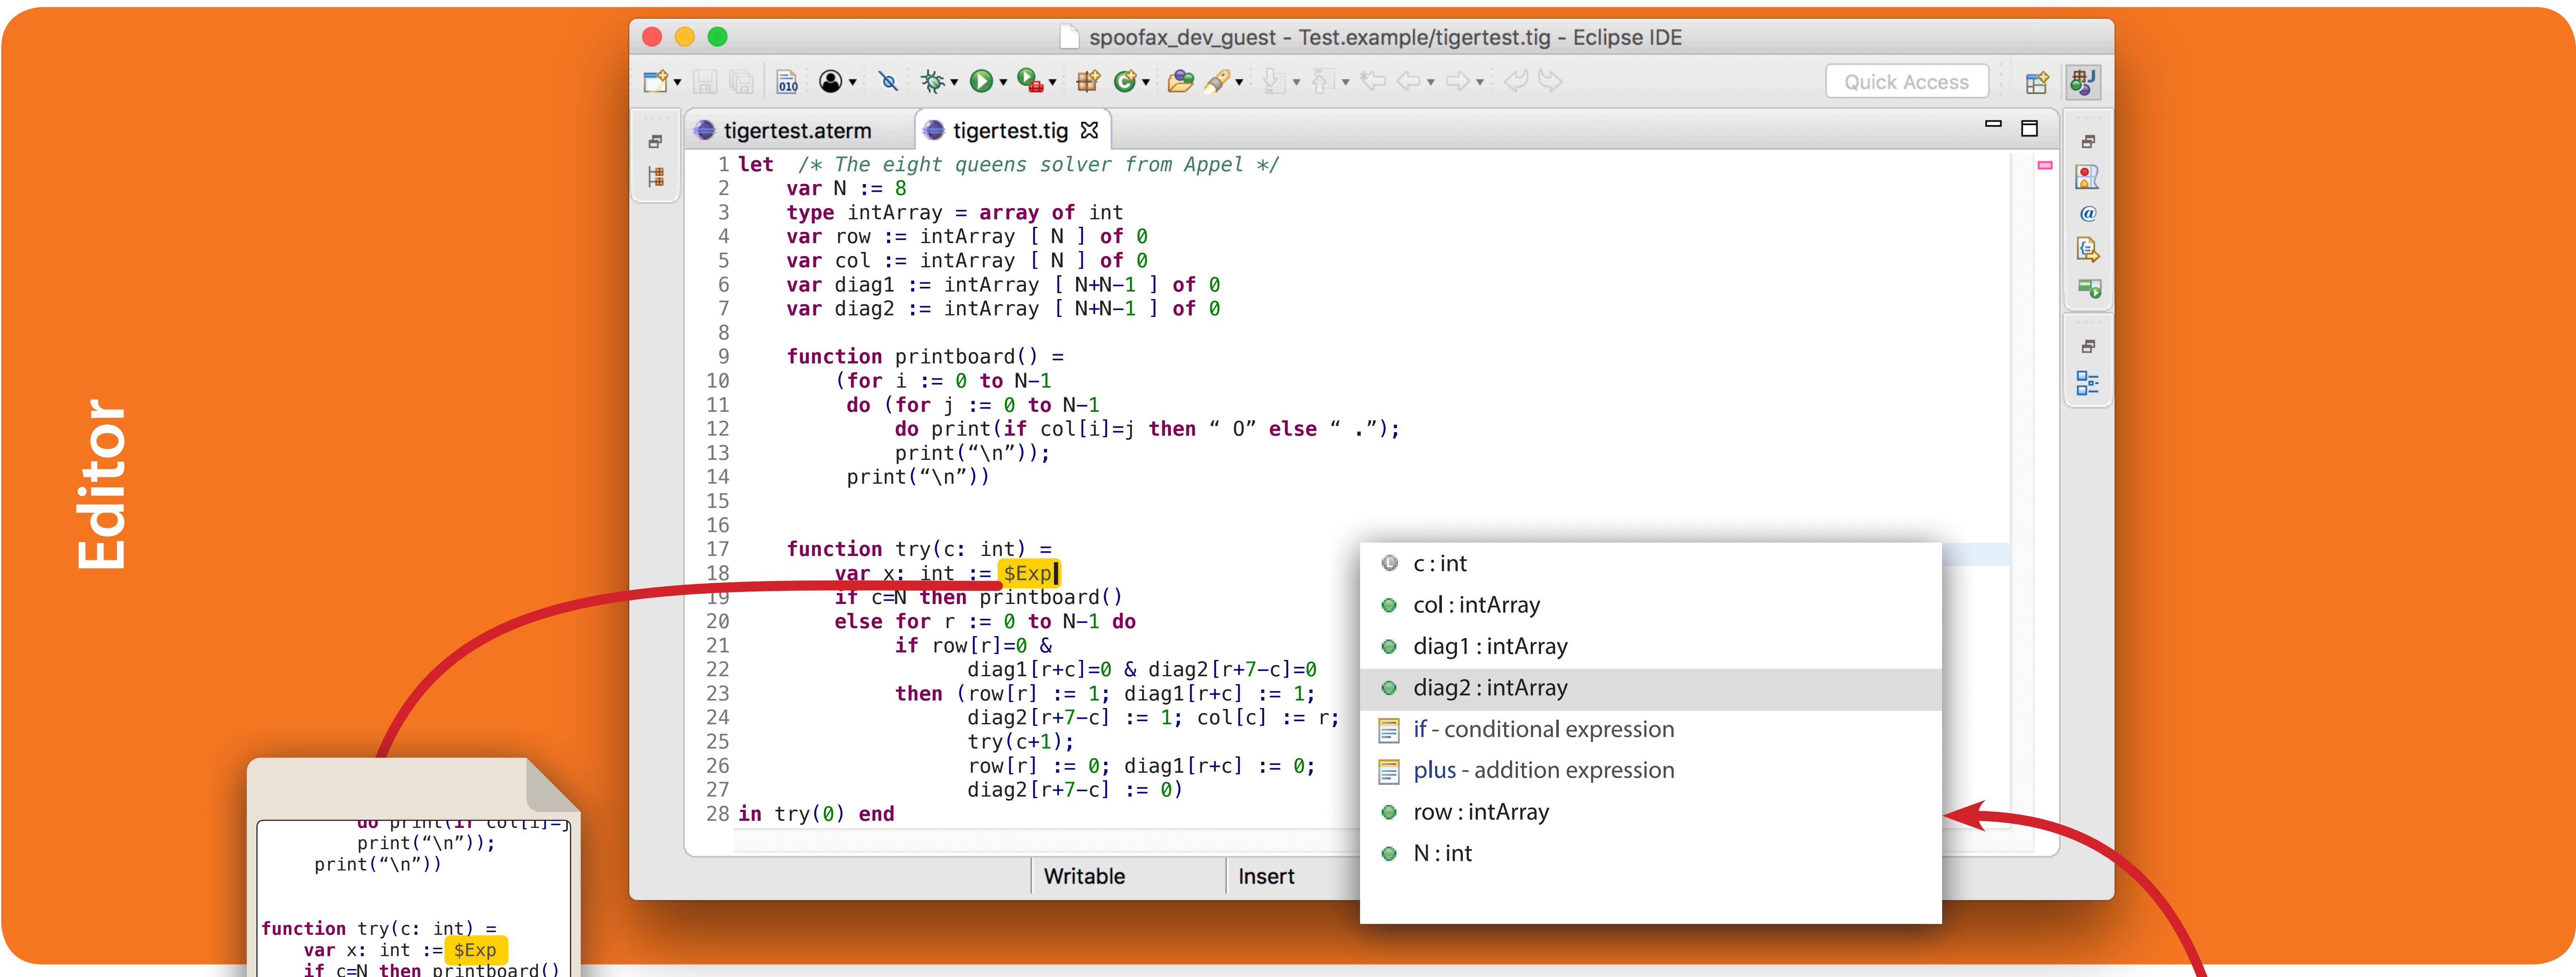 Editor
spoofax_dev_guest - Test.example/tigertest.tig - Eclipse IDE
010
Quick Access
tigertest.aterm
tigertest.tig
1 let  /* The eight queens solver from Appel */
2     var N := 8
3     type intArray = array of int
4     var row := intArray [ N ] of 0
5     var col := intArray [ N ] of 0
6     var diag1 := intArray [ N+N-1 ] of 0
7     var diag2 := intArray [ N+N-1 ] of 0
8
9     function printboard() =
10         (for i := 0 to N-1
11          do (for j := 0 to N-1
12              do print(if col[i]=j then “ O” else “ .”);
13              print(“\n”));
14          print(“\n”))
15
16
17     function try(c: int) =
18         var x: int := $Exp
19         if c=N then printboard()
20         else for r := 0 to N-1 do
21              if row[r]=0 &
22                    diag1[r+c]=0 & diag2[r+7-c]=0
23              then (row[r] := 1; diag1[r+c] := 1;
24                    diag2[r+7-c] := 1; col[c] := r;
25                    try(c+1);
26                    row[r] := 0; diag1[r+c] := 0;
27                    diag2[r+7-c] := 0)
28 in try(0) end
c : int
col : intArray
diag1 : intArray
diag2 : intArray
if - conditional expression
plus - addition expression
row : intArray
N : int
Writable
Insert
do print(if col[i]=j
print(“\n”));
print(“\n”))
function try(c: int) =
var x: int := $Exp
if c=N then printboard()